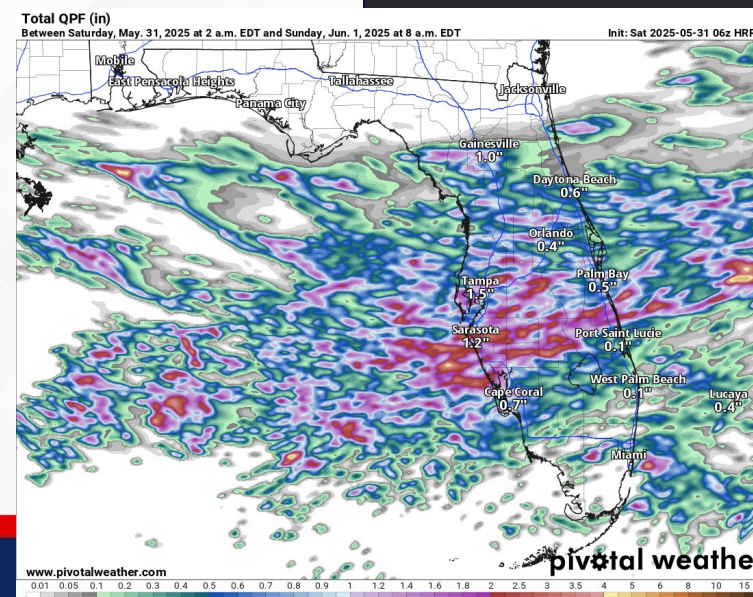 Total QPF (in)
Between Saturday, May. 31, 2025 at 2 a.m. EDT and Sunday, Jun. 1, 2025 at 8 a.m. EDT
Init: Sat 2025-05-31 06z HRR
Mobile
East Pensacola Heights
Tallahassee
Panama City
Jacksonville
Gainesville
1.0"
Daytona Beach
0.6"
Orlando
0.4"
Palm Bay
0.5"
Tampa
1.5"
Sarasota
1.2"
Port Saint Lucie
0.1"
West Palm Beach
0.1"
Cape Coral
0.7"
Lucaya
0.4"
Miami
www.pivotalweather.com
pivotal weathe
0.01 0.05 0.1 0.2 0.3 0.4 0.5 0.6 0.7 0.8 0.9 1 1.2 1.4 1.6 1.8 2 2.5 3 3.5 4 5 6 8 10 15